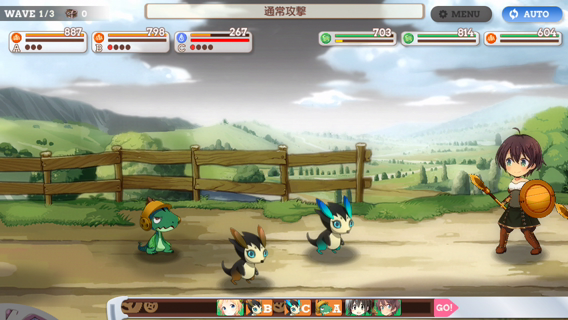 WAVE 1/3
0
通常攻撃
MENU
AUTO
887
798
267
703
814
604
A
B
C
B
C
A
GO!